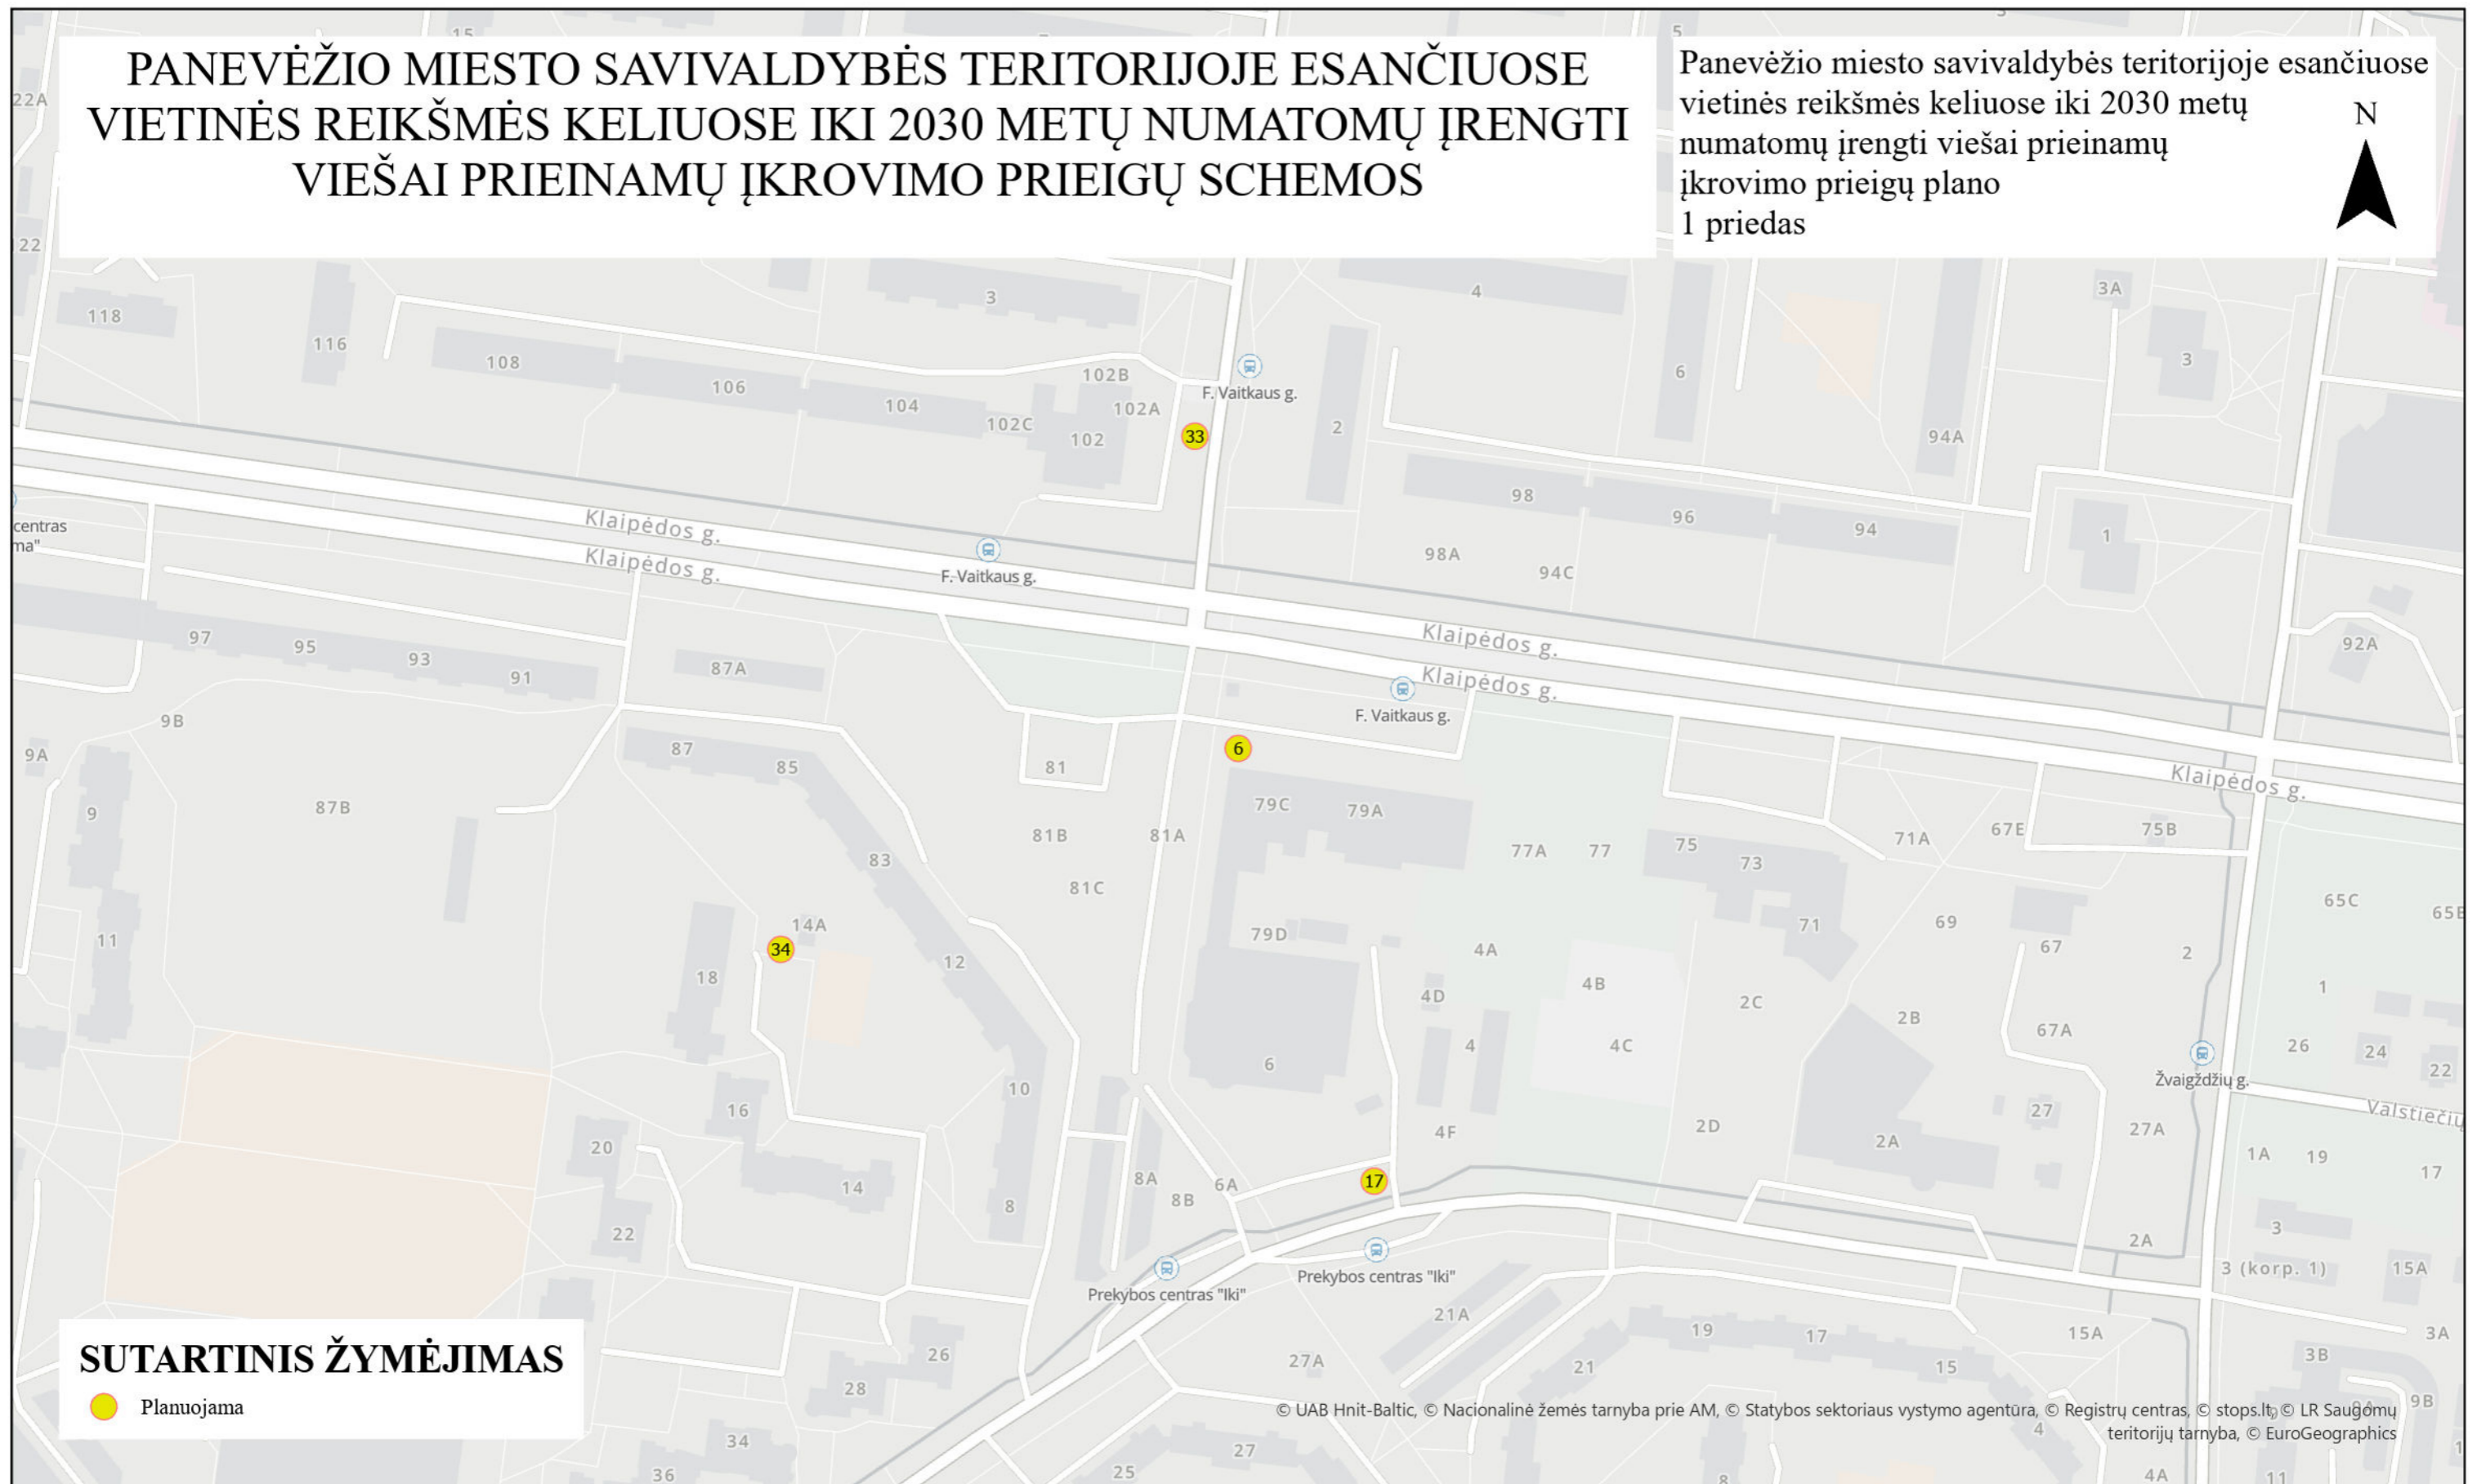 PANEVĖŽIO MIESTO SAVIVALDYBĖS TERITORIJOJE ESANČIUOSE
VIETINĖS REIKŠMĖS KELIUOSE IKI 2030 METŲ NUMATOMŲ ĮRENGTI
VIEŠAI PRIEINAMŲ ĮKROVIMO PRIEIGŲ SCHEMOS
Panevėžio miesto savivaldybės teritorijoje esančiuose
vietinės reikšmės keliuose iki 2030 metų
numatomų įrengti viešai prieinamų
įkrovimo prieigų plano
1 priedas
N
15
5
22A
22
118
116
108
106
104
3
102B
102A
102C
102
33
F. Vaitkaus g.
4
2
6
3A
3
94A
98
96
94
1
98A
94C
centras
ma"
Klaipėdos g.
Klaipėdos g.
F. Vaitkaus g.
Klaipėdos g.
Klaipėdos g.
F. Vaitkaus g.
92A
97
95
93
91
87A
9B
9A
9
87B
87
85
81
6
79C
79A
Klaipėdos g.
81B
81A
83
81C
77A
77
75
73
71A
67E
75B
65C
65B
11
14A
34
18
12
79D
4A
71
69
67
2
4D
4B
2C
2B
1
67A
6
4
4C
26
24
22
Žvaigždžių g.
Valstiečių
10
16
20
4F
2D
2A
27
27A
1A
19
17
14
8
8A
8B
6A
17
22
3
2A
Prekybos centras "Iki"
Prekybos centras "Iki"
3 (korp. 1)
15A
21A
19
17
15A
3A
26
27A
21
15
3B
28
9B
9A
SUTARTINIS ŽYMĖJIMAS
Planuojama
© UAB Hnit-Baltic, © Nacionalinė žemės tarnyba prie AM, © Statybos sektoriaus vystymo agentūra, © Registrų centras, © stops.lt, © LR Saugomų
teritorijų tarnyba, © EuroGeographics
34
36
25
27
4
8
4A
11